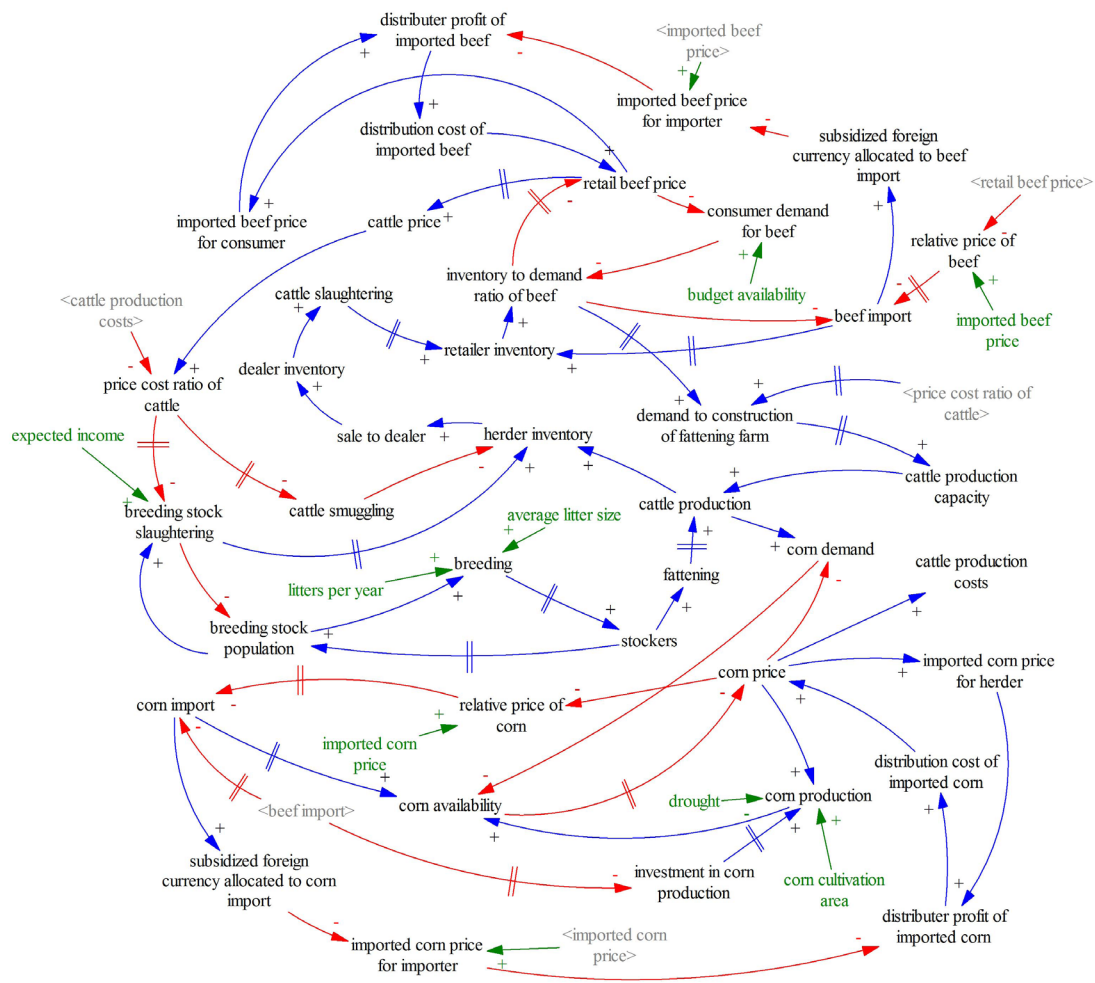 distributer profit of
imported beef
<imported beef
price>
imported beef price
for importer
distribution cost of
imported beef
subsidized foreign
currency allocated to beef
import
<retail beef price>
retail beef price
imported beef price
for consumer
cattle price
consumer demand
for beef
relative price of
beef
inventory to demand
ratio of beef
budget availability
cattle slaughtering
<cattle production
costs>
beef import
imported beef
price
retailer inventory
dealer inventory
price cost ratio of
cattle
demand to construction
of fattening farm
<price cost ratio of
cattle>
expected income
sale to dealer
herder inventory
cattle production
capacity
breeding stock
slaughtering
cattle smuggling
cattle production
average litter size
corn demand
cattle production
costs
breeding
fattening
litters per year
breeding stock
population
stockers
corn price
imported corn price
for herder
corn import
relative price of
corn
imported corn
price
distribution cost of
imported corn
<beef import>
corn availability
drought
corn production
subsidized foreign
currency allocated to corn
import
investment in corn
production
corn cultivation
area
distributer profit of
imported corn
imported corn price
for importer
<imported corn
price>